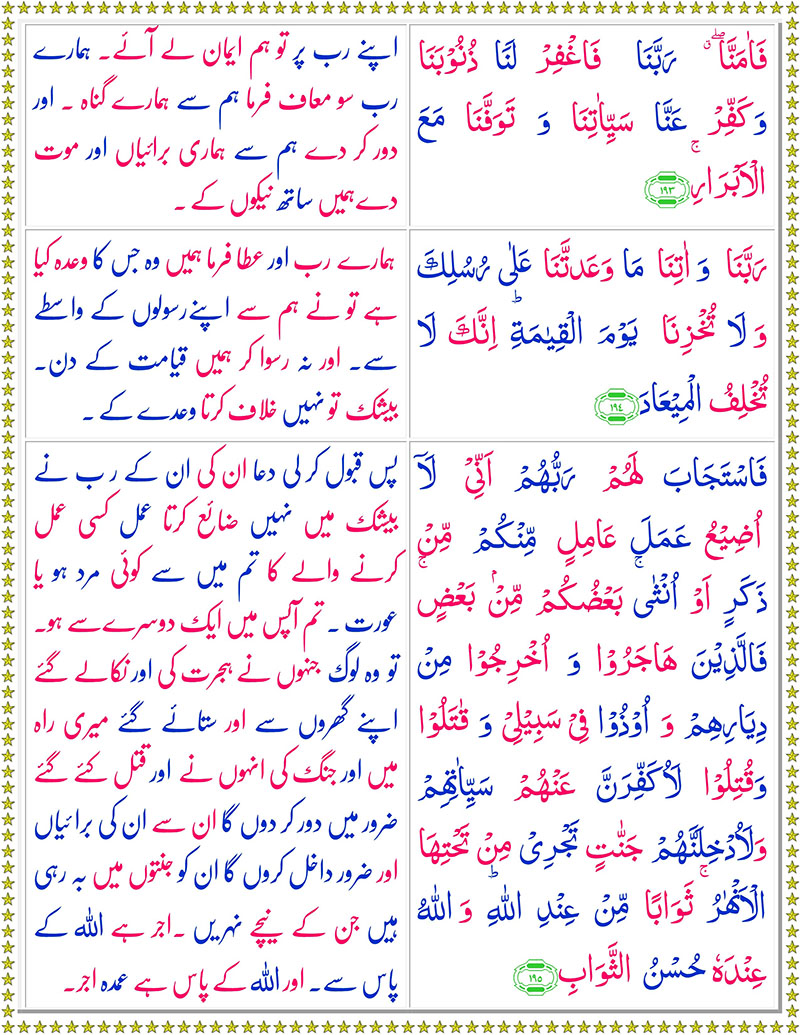 فَاٰمَنَّا ۖۗ رَبَّنَا فَاغْفِرْ لَنَا ذُنُوْبَنَا
وَكَفِّرْ عَنَّا سَيِّاٰتِنَا وَ تَوَفَّنَا مَعَ
الْاَبْرَارِۚ ١٩٣
اپنے رب پر تو ہم ایمان لے آئے۔ ہمارے
رب سو معاف فرما ہم سے ہمارے گناہ ۔ اور
دور کر دے ہم سے ہماری برائیاں اور موت
دے ہمیں ساتھ نیکوں کے ۔
رَبَّنَا وَاٰتِنَا مَا وَعَدتَّنَا عَلٰى رُسُلِكَ
وَلَا تُخْزِنَا يَوْمَ الْقِيٰمَةِ ؕ اِنَّكَ لَا
تُخْلِفُ الْمِيْعَادَ ١٩٤
ہمارے رب اور عطا فرما ہمیں وہ جس کا وعدہ کیا
ہے تو نے ہم سے اپنے رسولوں کے واسطے
سے۔ اور نہ رسوا کر ہمیں قیامت کے دن۔
بیشک تو نہیں خلاف کرتا وعدے کے ۔
فَاسْتَجَابَ لَهُمْ رَبُّهُمْ اَنِّىْ لَاۤ
اُضِيْعُ عَمَلَ عَامِلٍ مِّنْكُمْ مِّنْ
ذَكَرٍ اَوْ اُنْثٰىۚ بَعْضُكُمْ مِّنْۢ بَعْضٍۚ
فَالَّذِيْنَ هَاجَرُوْا وَ اُخْرِجُوْا مِنْ
دِيَارِهِمْ وَ اُوْذُوْا فِىْ سَبِيْلِىْ وَ قٰتَلُوْا
وَقُتِلُوْا لَاُكَفِّرَنَّ عَنْهُمْ سَيِّاٰتِهِمْ
وَلَاُدْخِلَنَّهُمْ جَنّٰتٍ تَجْرِىْ مِنْ تَحْتِهَا
الْاَنْهٰرُۚ ثَوَابًا مِّنْ عِنْدِ اللّٰهِ ؕ وَ اللّٰهُ
عِنْدَهٗ حُسْنُ الثَّوَابِ ١٩٥
پس قبول کر لی دعا ان کی ان کے رب نے
بیشک میں نہیں ضائع کرتا عمل کسی عمل
کرنے والے کا تم میں سے کوئی مرد ہو یا
عورت ۔ تم آپس میں ایک دوسرے سے ہو۔
تو وہ لوگ جنہوں نے ہجرت کی اور نکالے گئے
اپنے گھروں سے اور ستائے گئے میری راہ
میں اور جنگ کی انہوں نے اور قتل کئے گئے
ضرور میں دور کر دوں گا ان سے ان کی برائیاں
اور ضرور داخل کروں گا ان کو جنتوں میں بہ رہی
ہیں جن کے نیچے نہریں ۔ اجر ہے اللہ کے
پاس سے۔ اور اللہ کے پاس ہے عمدہ اجر۔